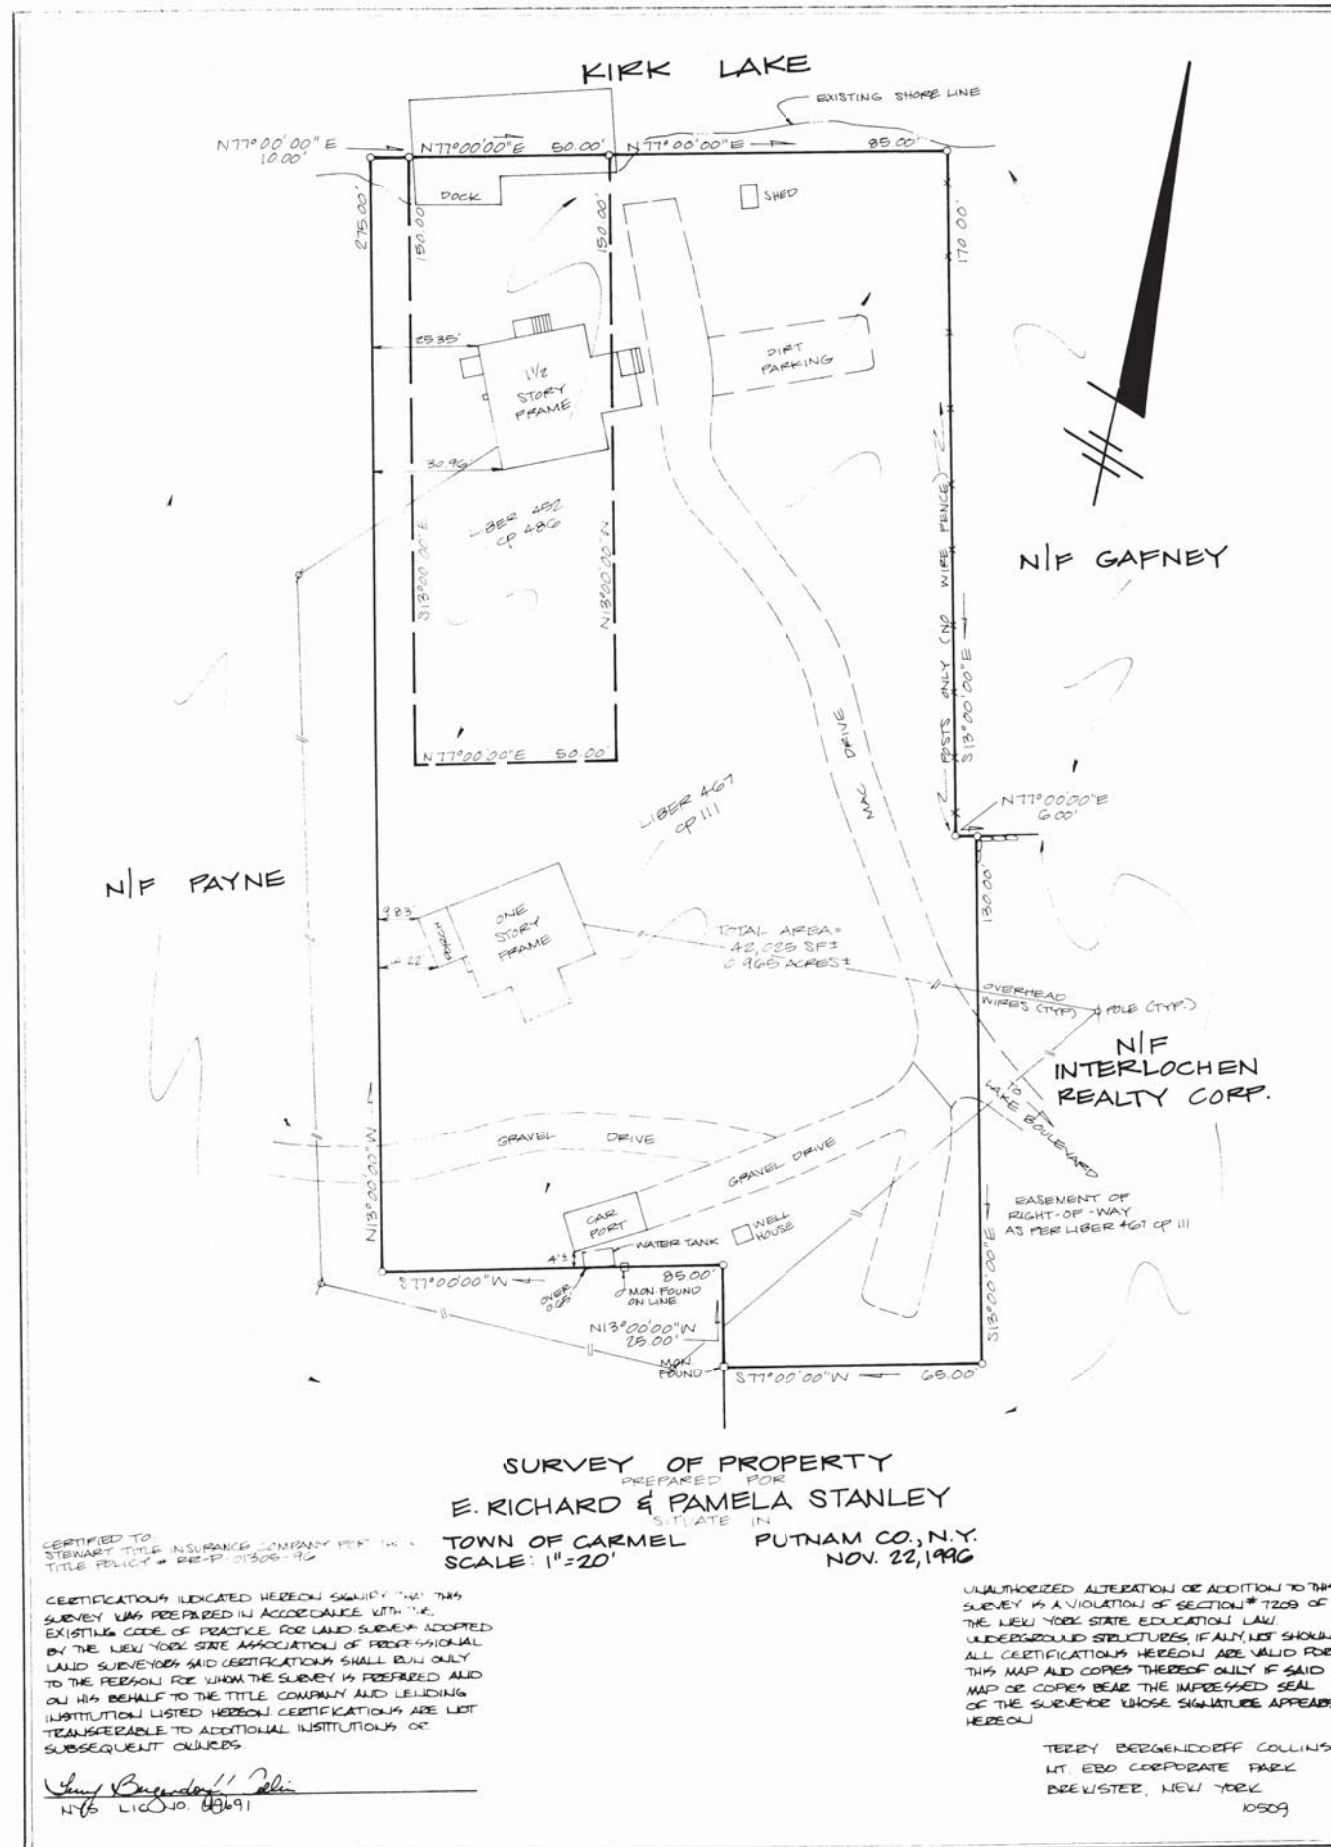 KIRK LAKE
EXISTING SHORE LINE
N77°00'00"E
10.00'
N77°00'00"E 50.00'
N77°00'00"E
85.00'
DOCK
SHED
275.00'
150.00'
150.00'
170.00'
25.35'
1 1/2
STORY
FRAME
DIRT
PARKING
30.96'
LIBER 452
CP 486
S13°00'00"E
N13°00'00"W
POSTS ONLY (NO WIRE FENCE)
S13°00'00"E
N/F GAFNEY
N77°00'00"E 50.00'
MAC DRIVE
LIBER 467
CP 111
N77°00'00"E
6.00'
N/F PAYNE
9.83'
PORCH
ONE
STORY
FRAME
130.00'
TOTAL AREA=
42,025 SF±
0.965 ACRES±
OVERHEAD
WIRES (TYP)
POLE (TYP.)
N/F
INTERLOCHEN
REALTY CORP.
TO
LAKE BOULEVARD
GRAVEL DRIVE
GRAVEL DRIVE
N13°00'00"W
EASEMENT OF
RIGHT-OF-WAY
AS PER LIBER 467 CP 111
CAR
PORT
WELL
HOUSE
WATER TANK
4'±
S77°00'00"W
85.00'
OVER
0.65'
MON. FOUND
ON LINE
N13°00'00"W
25.00'
S13°00'00"E
MON.
FOUND
S77°00'00"W
65.00'
SURVEY OF PROPERTY
PREPARED FOR
E. RICHARD & PAMELA STANLEY
SITUATE IN
TOWN OF CARMEL PUTNAM CO., N.Y.
SCALE: 1"=20' NOV. 22, 1996
CERTIFIED TO:
STEWART TITLE INSURANCE COMPANY FOR
TITLE POLICY # RR-P-01305-96
CERTIFICATIONS INDICATED HEREON SIGNIFY THAT THIS
SURVEY WAS PREPARED IN ACCORDANCE WITH THE
EXISTING CODE OF PRACTICE FOR LAND SURVEYS ADOPTED
BY THE NEW YORK STATE ASSOCIATION OF PROFESSIONAL
LAND SURVEYORS SAID CERTIFICATIONS SHALL RUN ONLY
TO THE PERSON FOR WHOM THE SURVEY IS PREPARED AND
ON HIS BEHALF TO THE TITLE COMPANY AND LENDING
INSTITUTION LISTED HEREON. CERTIFICATIONS ARE NOT
TRANSFERABLE TO ADDITIONAL INSTITUTIONS OR
SUBSEQUENT OWNERS
NYS LIC NO.
UNAUTHORIZED ALTERATION OR ADDITION TO THIS
SURVEY IS A VIOLATION OF SECTION # 7209 OF
THE NEW YORK STATE EDUCATION LAW.
UNDERGROUND STRUCTURES, IF ANY, NOT SHOWN
ALL CERTIFICATIONS HEREON ARE VALID FOR
THIS MAP AND COPIES THEREOF ONLY IF SAID
MAP OR COPIES BEAR THE IMPRESSED SEAL
OF THE SURVEYOR WHOSE SIGNATURE APPEARS
HEREON
TERRY BERGENDORFF COLLINS
MT. EBO CORPORATE PARK
BREWSTER, NEW YORK
10509